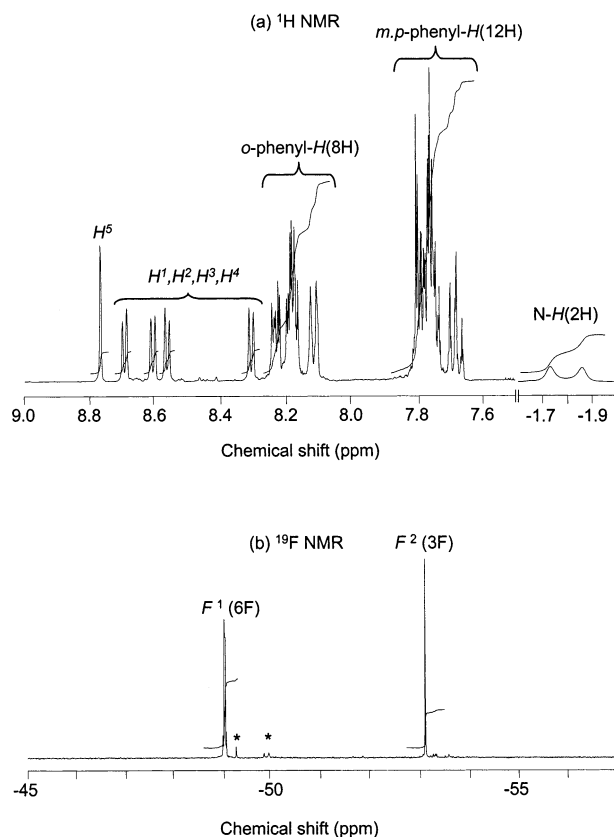 (a) ¹H NMR
m.p-phenyl-H(12H)
o-phenyl-H(8H)
H⁵
H¹,H²,H³,H⁴
N-H(2H)
9.0 8.8 8.6 8.4 8.2 8.0 7.8 7.6 -1.7 -1.9
Chemical shift (ppm)
(b) ¹⁹F NMR
F ² (3F)
F ¹ (6F)
* *
-45 -50 -55
Chemical shift (ppm)